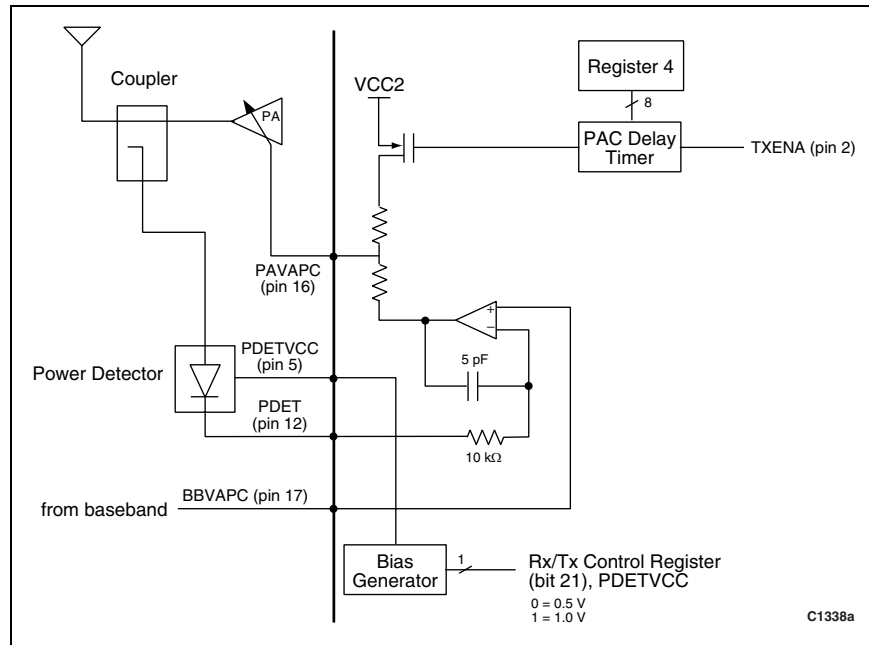 Coupler
PA
VCC2
Register 4
8
PAC Delay
Timer
TXENA (pin 2)
PAVAPC
(pin 16)
+
–
5 pF
Power Detector
PDETVCC
(pin 5)
PDET
(pin 12)
10 kΩ
from baseband
BBVAPC (pin 17)
Bias
Generator
1
Rx/Tx Control Register
(bit 21), PDETVCC
0 = 0.5 V
1 = 1.0 V
C1338a